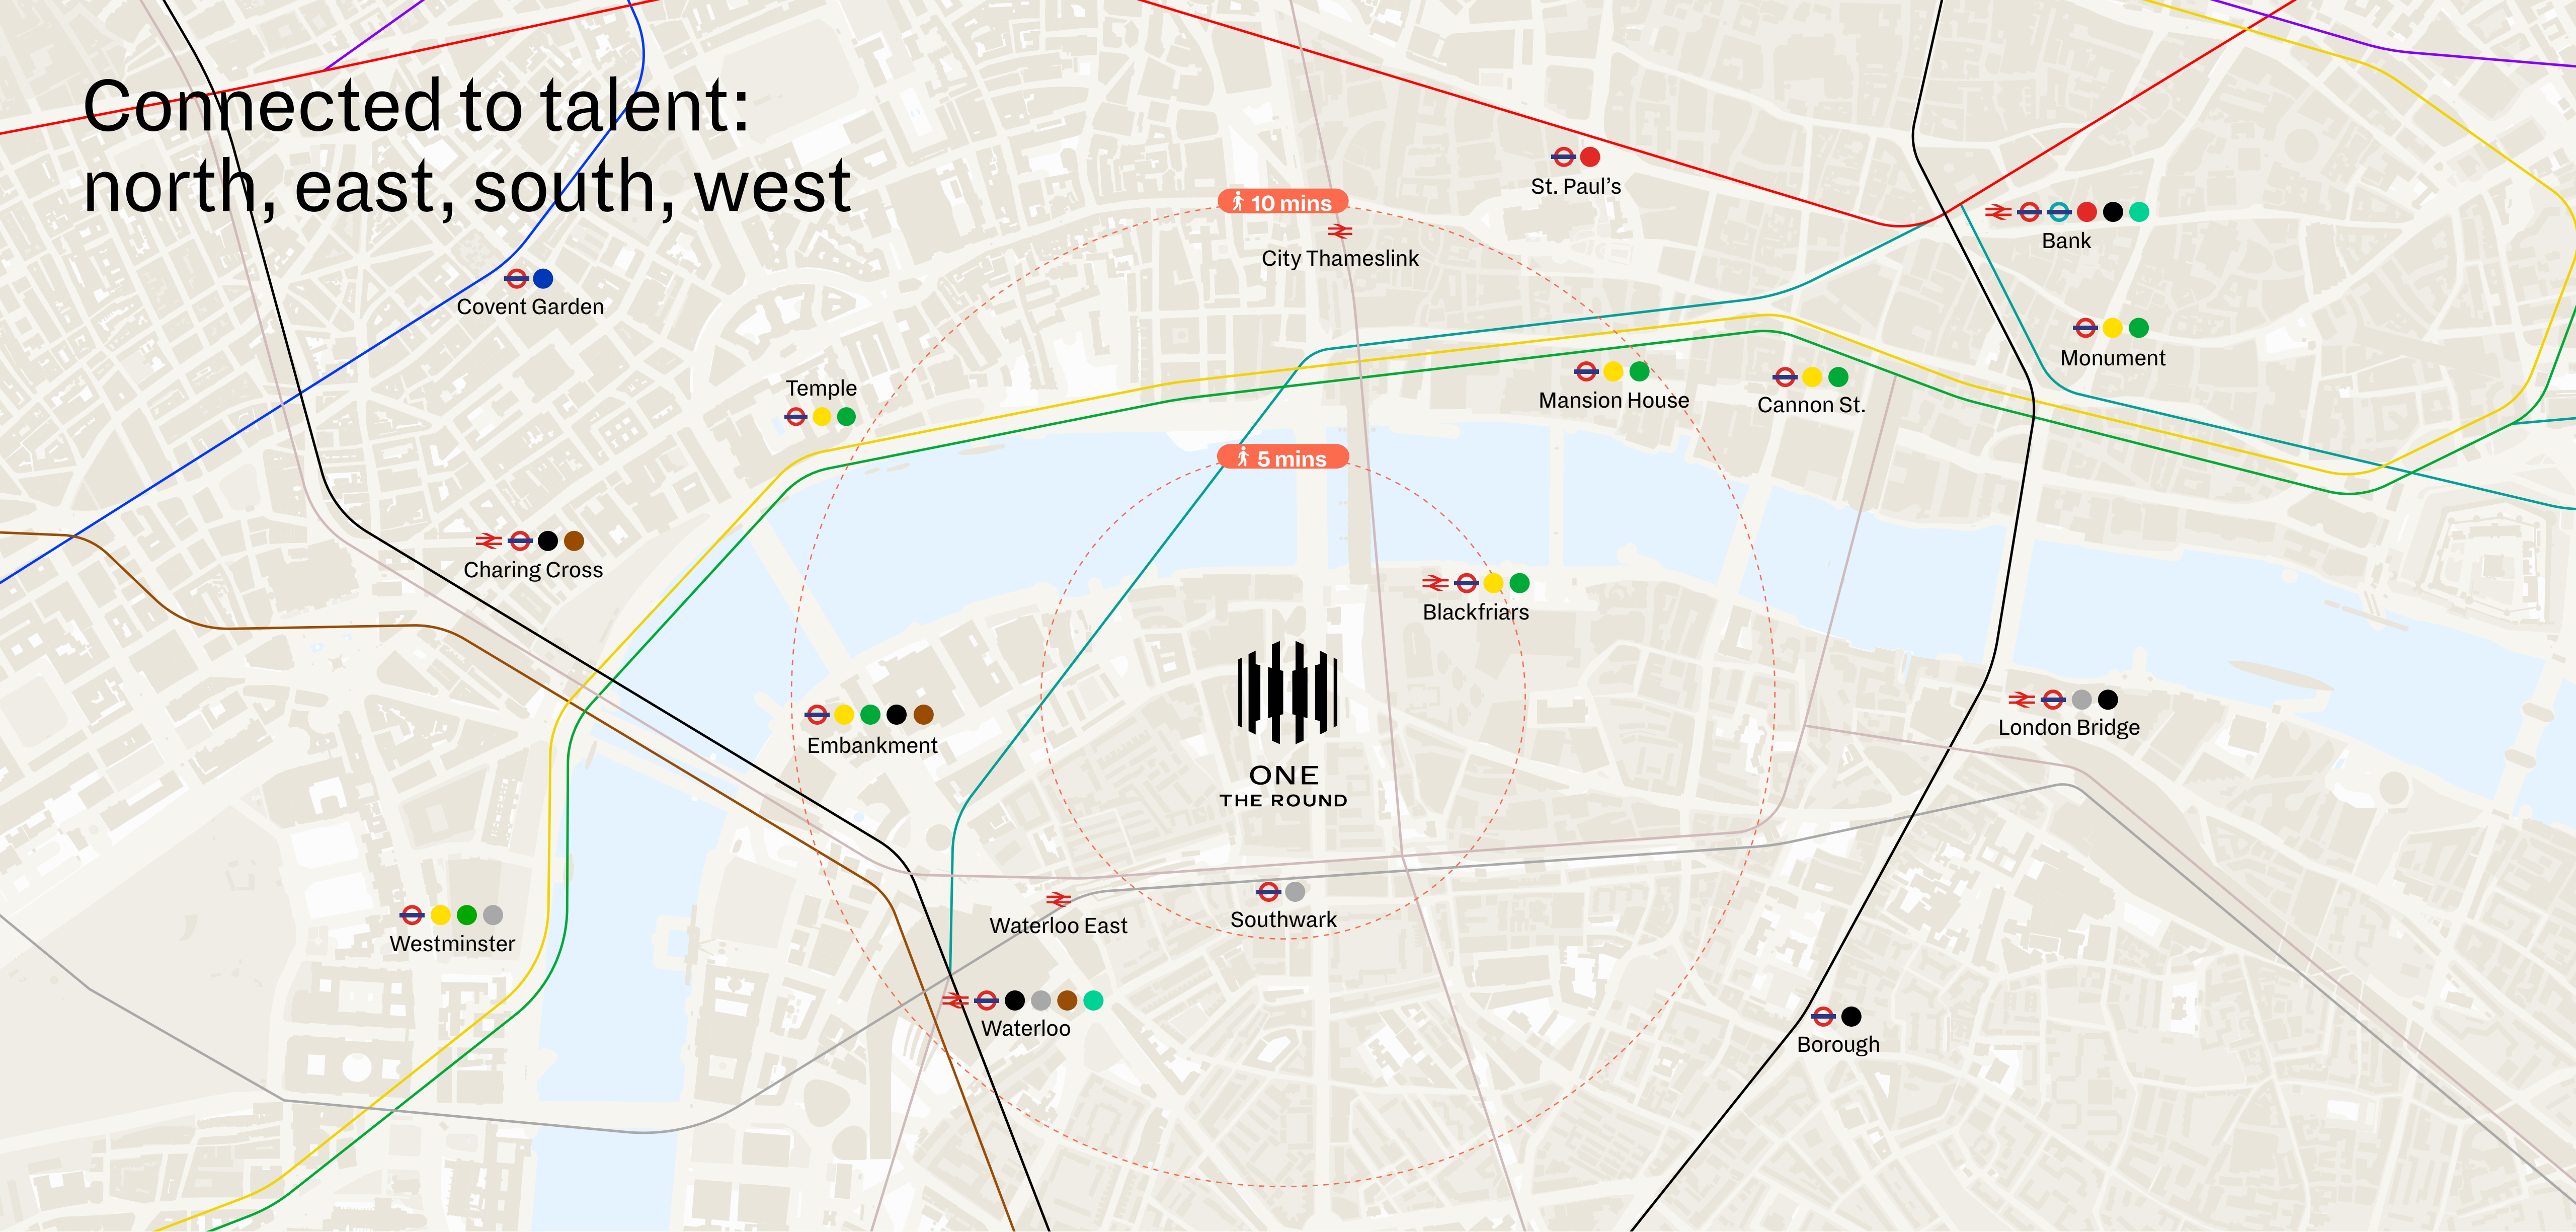 Connected to talent:
north, east, south, west
St. Paul’s
10 mins
Bank
City Thameslink
Covent Garden
Monument
Temple
Mansion House
Cannon St.
5 mins
Charing Cross
Blackfriars
London Bridge
Embankment
ONE
THE ROUND
Waterloo East
Southwark
Westminster
Waterloo
Borough